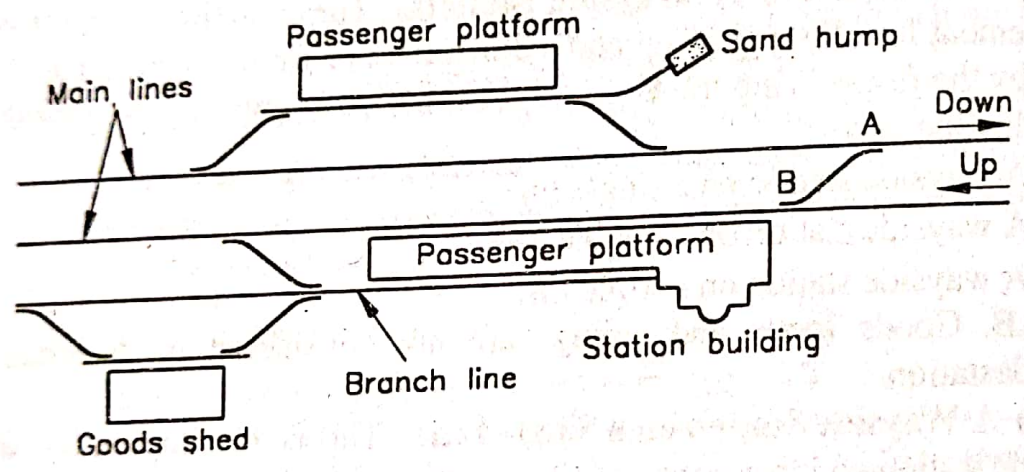 Passenger platform
Sand hump
Main lines
Down
A
Up
B
Passenger platform
Station building
Branch line
Goods shed